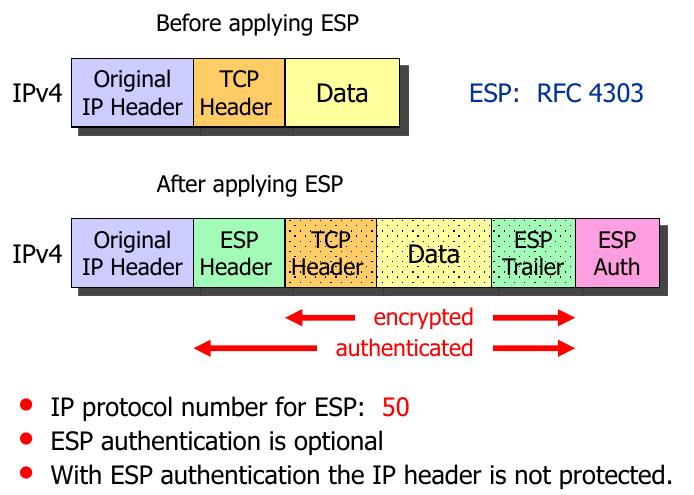 Before applying ESP
IPv4
Original
IP Header
TCP
Header
Data
ESP: RFC 4303
After applying ESP
IPv4
Original
IP Header
ESP
Header
TCP
Header
Data
ESP
Trailer
ESP
Auth
encrypted
authenticated
• IP protocol number for ESP: 50
• ESP authentication is optional
• With ESP authentication the IP header is not protected.